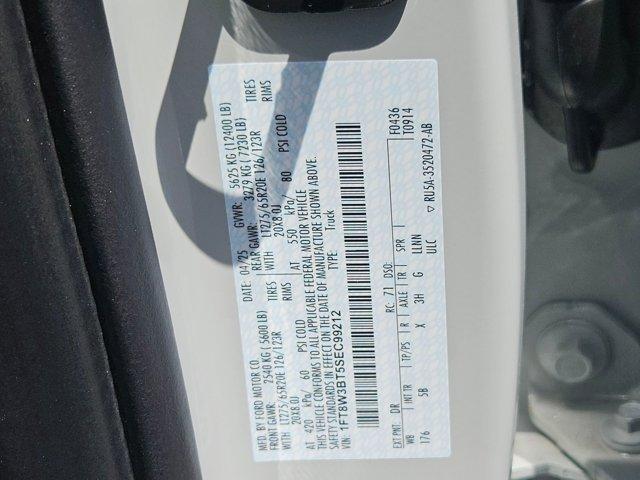 MFD. BY FORD MOTOR CO.
DATE: 04/25 GVWR: 5625 KG (12400 LB)
FRONT GAWR: 2540 KG (5600 LB) REAR GAWR: 3279 KG (7230 LB)
LT275/65R20E 126/123R TIRES WITH LT275/65R20E 126/123R TIRES
20X8.0J RIMS 20X8.0J RIMS
AT 420 kPa/ 60 PSI COLD AT 550 kPa/ 80 PSI COLD
THIS VEHICLE CONFORMS TO ALL APPLICABLE FEDERAL MOTOR VEHICLE
SAFETY STANDARDS IN EFFECT ON THE DATE OF MANUFACTURE SHOWN ABOVE.
VIN: 1FT8W3BT5SEC99212 TYPE Truck
F0436
T0914
EXT PNT: DR RC: 71 DSO:
WB INT TR TP/PS R AXLE TR SPR
176 5B X 3H G LLNN
ULC
RU5A-3520472-AB